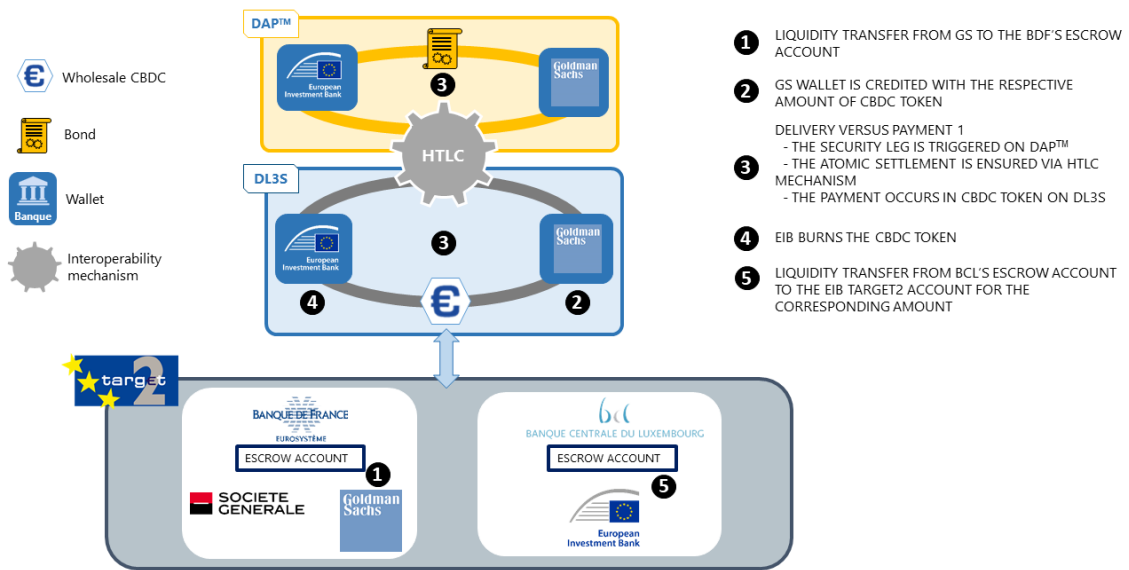 DAP™
European
Investment Bank
Goldman
Sachs
3
HTLC
DL3S
European
Investment Bank
Goldman
Sachs
3
4
€
2
€
Wholesale CBDC
Bond
Banque
Wallet
Interoperability
mechanism
1
LIQUIDITY TRANSFER FROM GS TO THE BDF'S ESCROW
ACCOUNT
2
GS WALLET IS CREDITED WITH THE RESPECTIVE
AMOUNT OF CBDC TOKEN
3
DELIVERY VERSUS PAYMENT 1
- THE SECURITY LEG IS TRIGGERED ON DAP™
- THE ATOMIC SETTLEMENT IS ENSURED VIA HTLC
MECHANISM
- THE PAYMENT OCCURS IN CBDC TOKEN ON DL3S
4
EIB BURNS THE CBDC TOKEN
5
LIQUIDITY TRANSFER FROM BCL'S ESCROW ACCOUNT
TO THE EIB TARGET2 ACCOUNT FOR THE
CORRESPONDING AMOUNT
target2
BANQUE DE FRANCE
EUROSYSTÈME
ESCROW ACCOUNT
1
SOCIETE
GENERALE
Goldman
Sachs
bcl
BANQUE CENTRALE DU LUXEMBOURG
ESCROW ACCOUNT
5
European
Investment Bank